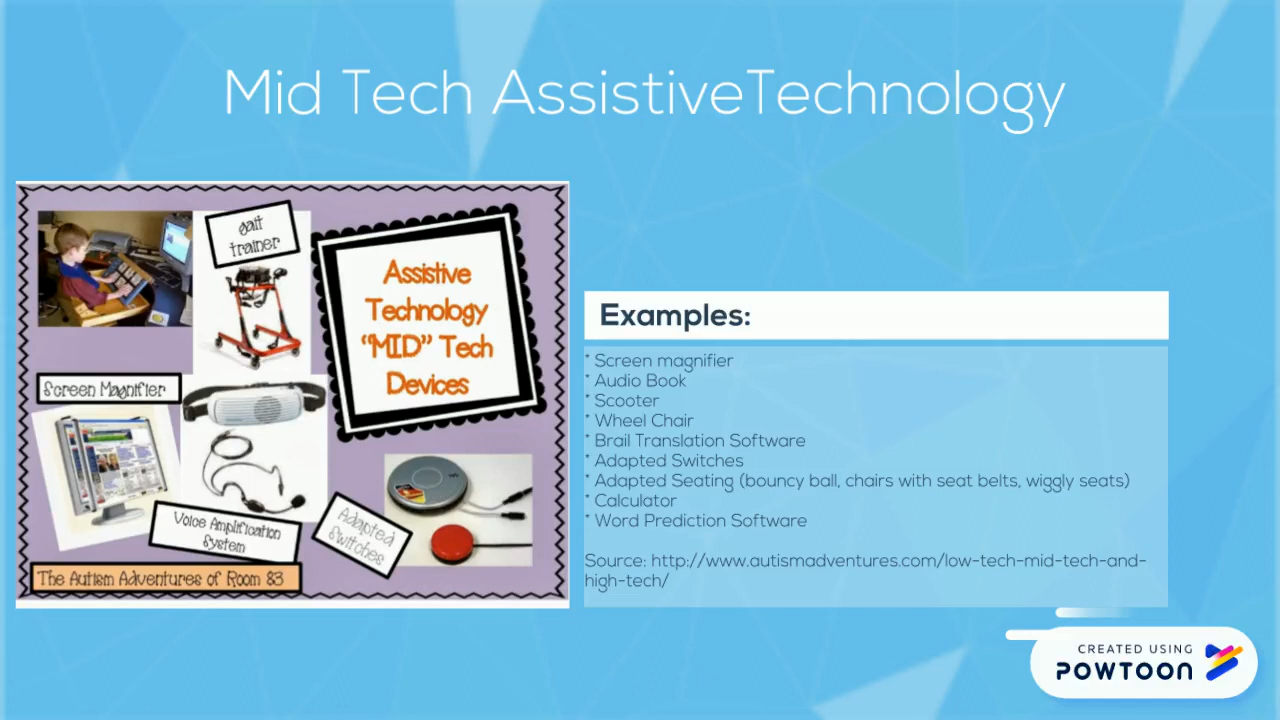 Mid Tech AssistiveTechnology
gait
trainer
Assistive
Technology
“MID” Tech
Devices
Screen Magnifier
Voice Amplification
System
Adapted
Switches
The Autism Adventures of Room 83
Examples:
* Screen magnifier
* Audio Book
* Scooter
* Wheel Chair
* Brail Translation Software
* Adapted Switches
* Adapted Seating (bouncy ball, chairs with seat belts, wiggly seats)
* Calculator
* Word Prediction Software
Source: http://www.autismadventures.com/low-tech-mid-tech-and-
high-tech/
CREATED USING
POWTOON